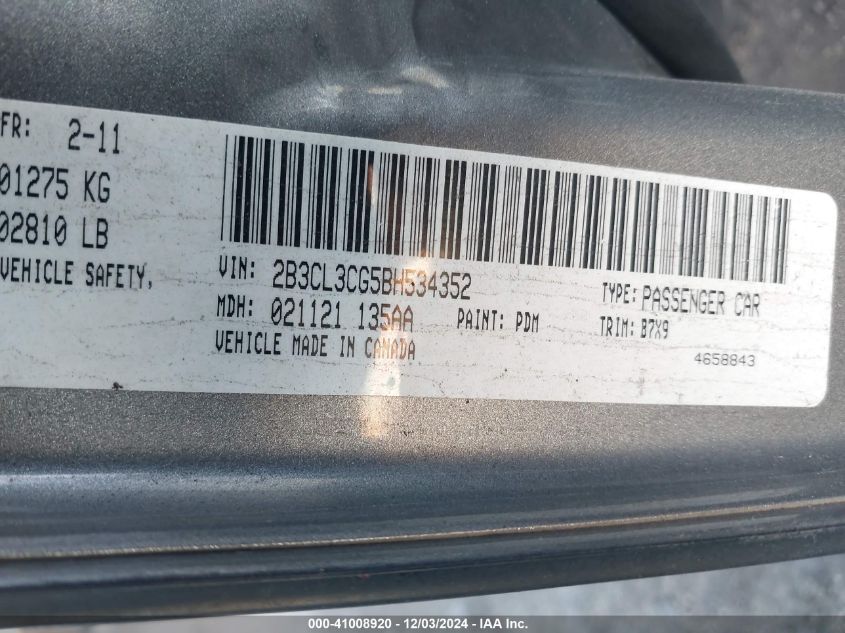 FR: 2-11
01275 KG
02810 LB
VEHICLE SAFETY,
VIN: 2B3CL3CG5BH534352
TYPE: PASSENGER CAR
MDH: 021121 135AA
PAINT: PDM
TRIM: B7X9
VEHICLE MADE IN CANADA
4658843
000-41008920 - 12/03/2024 - IAA Inc.